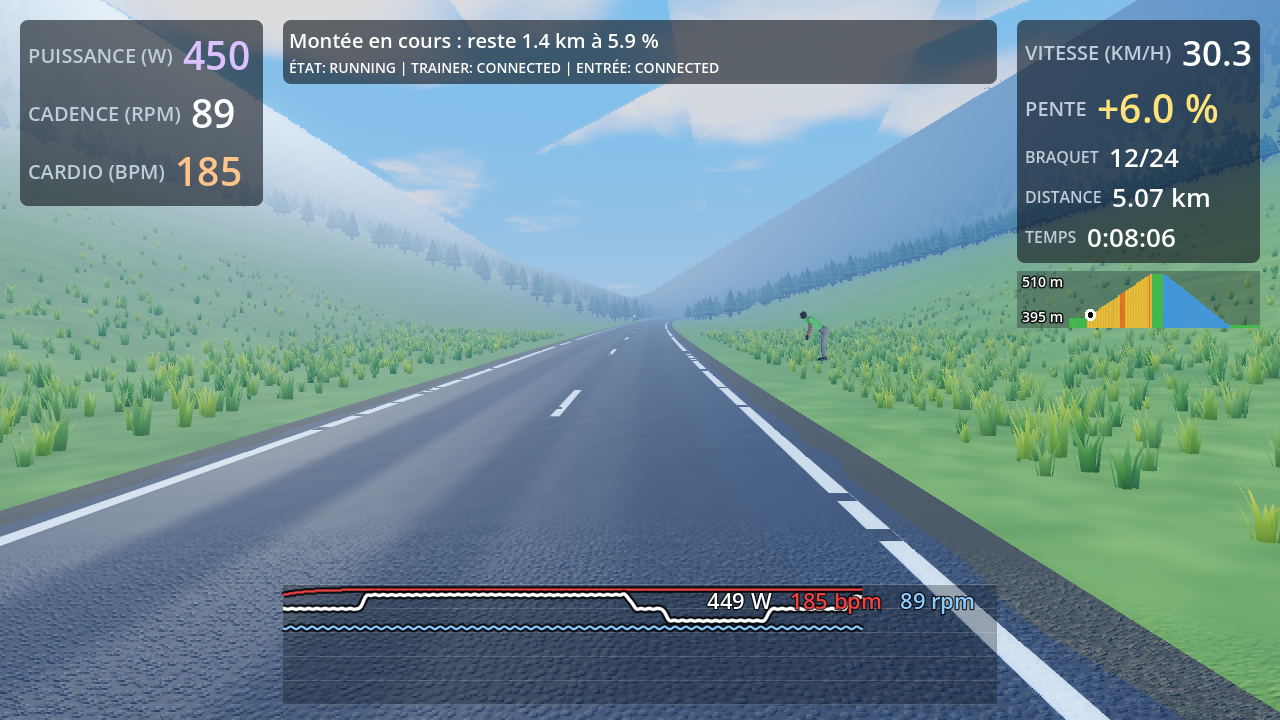 PUISSANCE (W) 450
CADENCE (RPM) 89
CARDIO (BPM) 185
Montée en cours : reste 1.4 km à 5.9 %
ÉTAT: RUNNING | TRAINER: CONNECTED | ENTRÉE: CONNECTED
VITESSE (KM/H) 30.3
PENTE +6.0 %
BRAQUET 12/24
DISTANCE 5.07 km
TEMPS 0:08:06
510 m
395 m
449 W 185 bpm 89 rpm